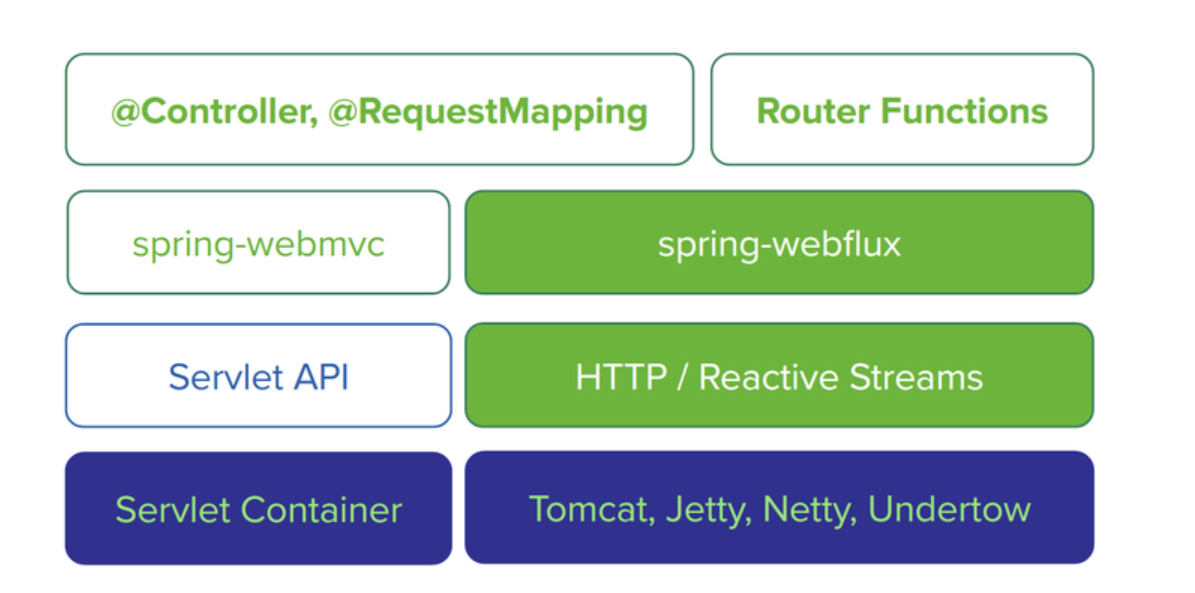 @Controller, @RequestMapping
Router Functions
spring-webmvc
spring-webflux
Servlet API
HTTP / Reactive Streams
Servlet Container
Tomcat, Jetty, Netty, Undertow